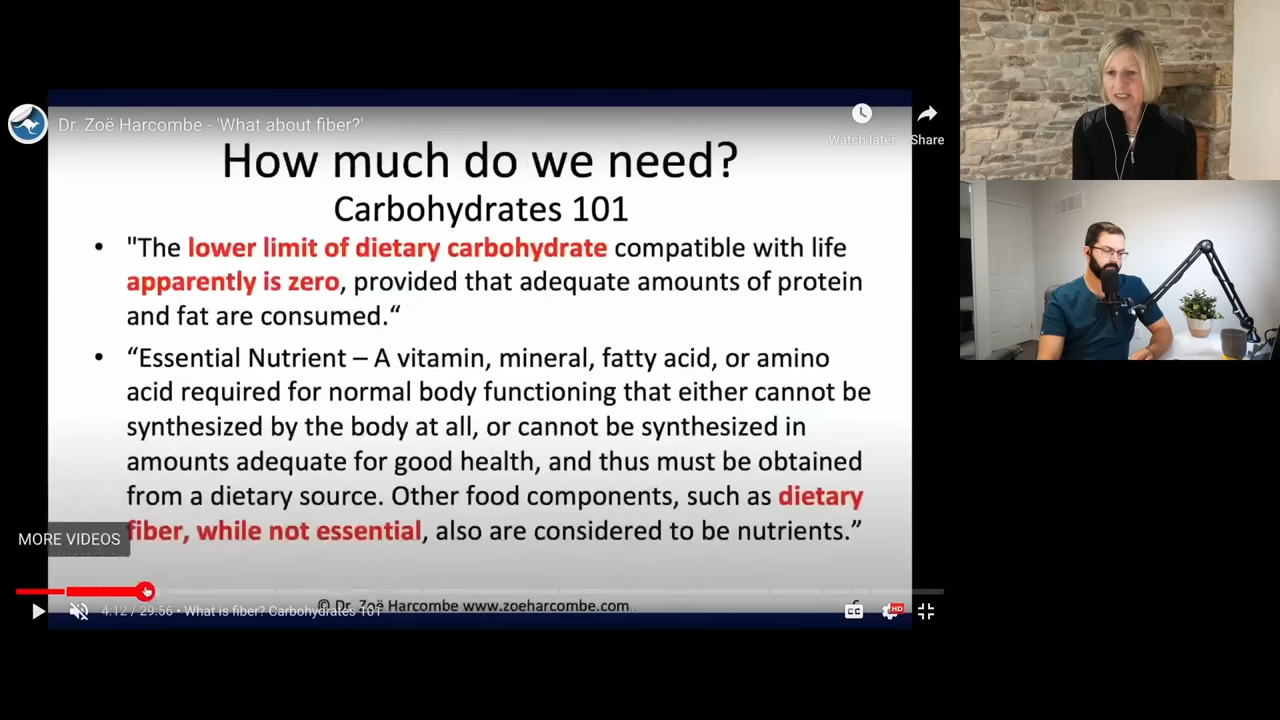 Dr. Zoë Harcombe - 'What about fiber?'
Watch later
Share
How much do we need?
Carbohydrates 101
• "The lower limit of dietary carbohydrate compatible with life
apparently is zero, provided that adequate amounts of protein
and fat are consumed.“
• “Essential Nutrient – A vitamin, mineral, fatty acid, or amino
acid required for normal body functioning that either cannot be
synthesized by the body at all, or cannot be synthesized in
amounts adequate for good health, and thus must be obtained
from a dietary source. Other food components, such as dietary
fiber, while not essential, also are considered to be nutrients.”
MORE VIDEOS
© Dr. Zoë Harcombe www.zoeharcombe.com
4:12 / 29:56 • What is fiber? Carbohydrates 101
CC
HD